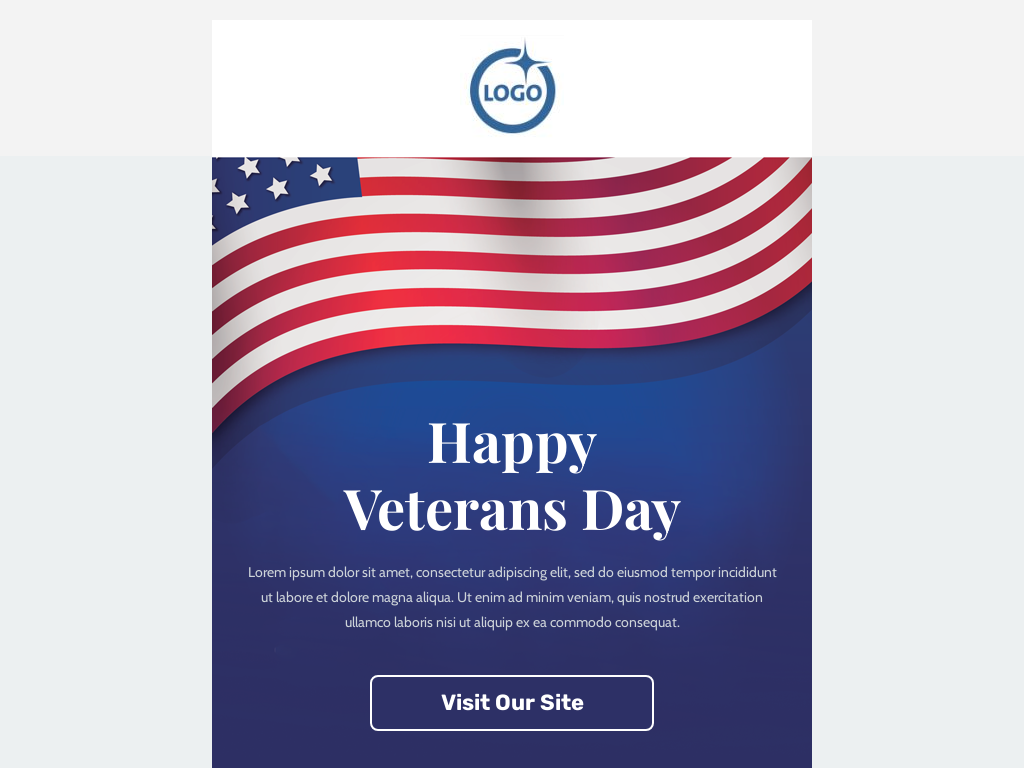 LOGO
Happy
Veterans Day
Lorem ipsum dolor sit amet, consectetur adipiscing elit, sed do eiusmod tempor incididunt
ut labore et dolore magna aliqua. Ut enim ad minim veniam, quis nostrud exercitation
ullamco laboris nisi ut aliquip ex ea commodo consequat.
Visit Our Site